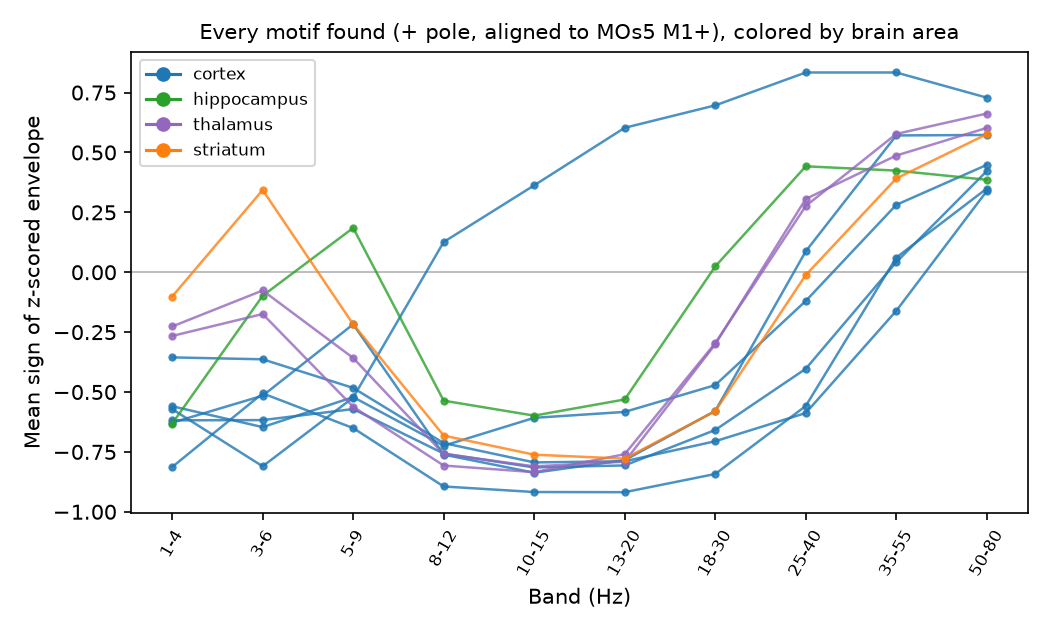 Every motif found (+ pole, aligned to MOs5 M1+), colored by brain area
cortex
hippocampus
thalamus
striatum
Mean sign of z-scored envelope
0.75
0.50
0.25
0.00
−0.25
−0.50
−0.75
−1.00
1-4
3-6
5-9
8-12
10-15
13-20
18-30
25-40
35-55
50-80
Band (Hz)